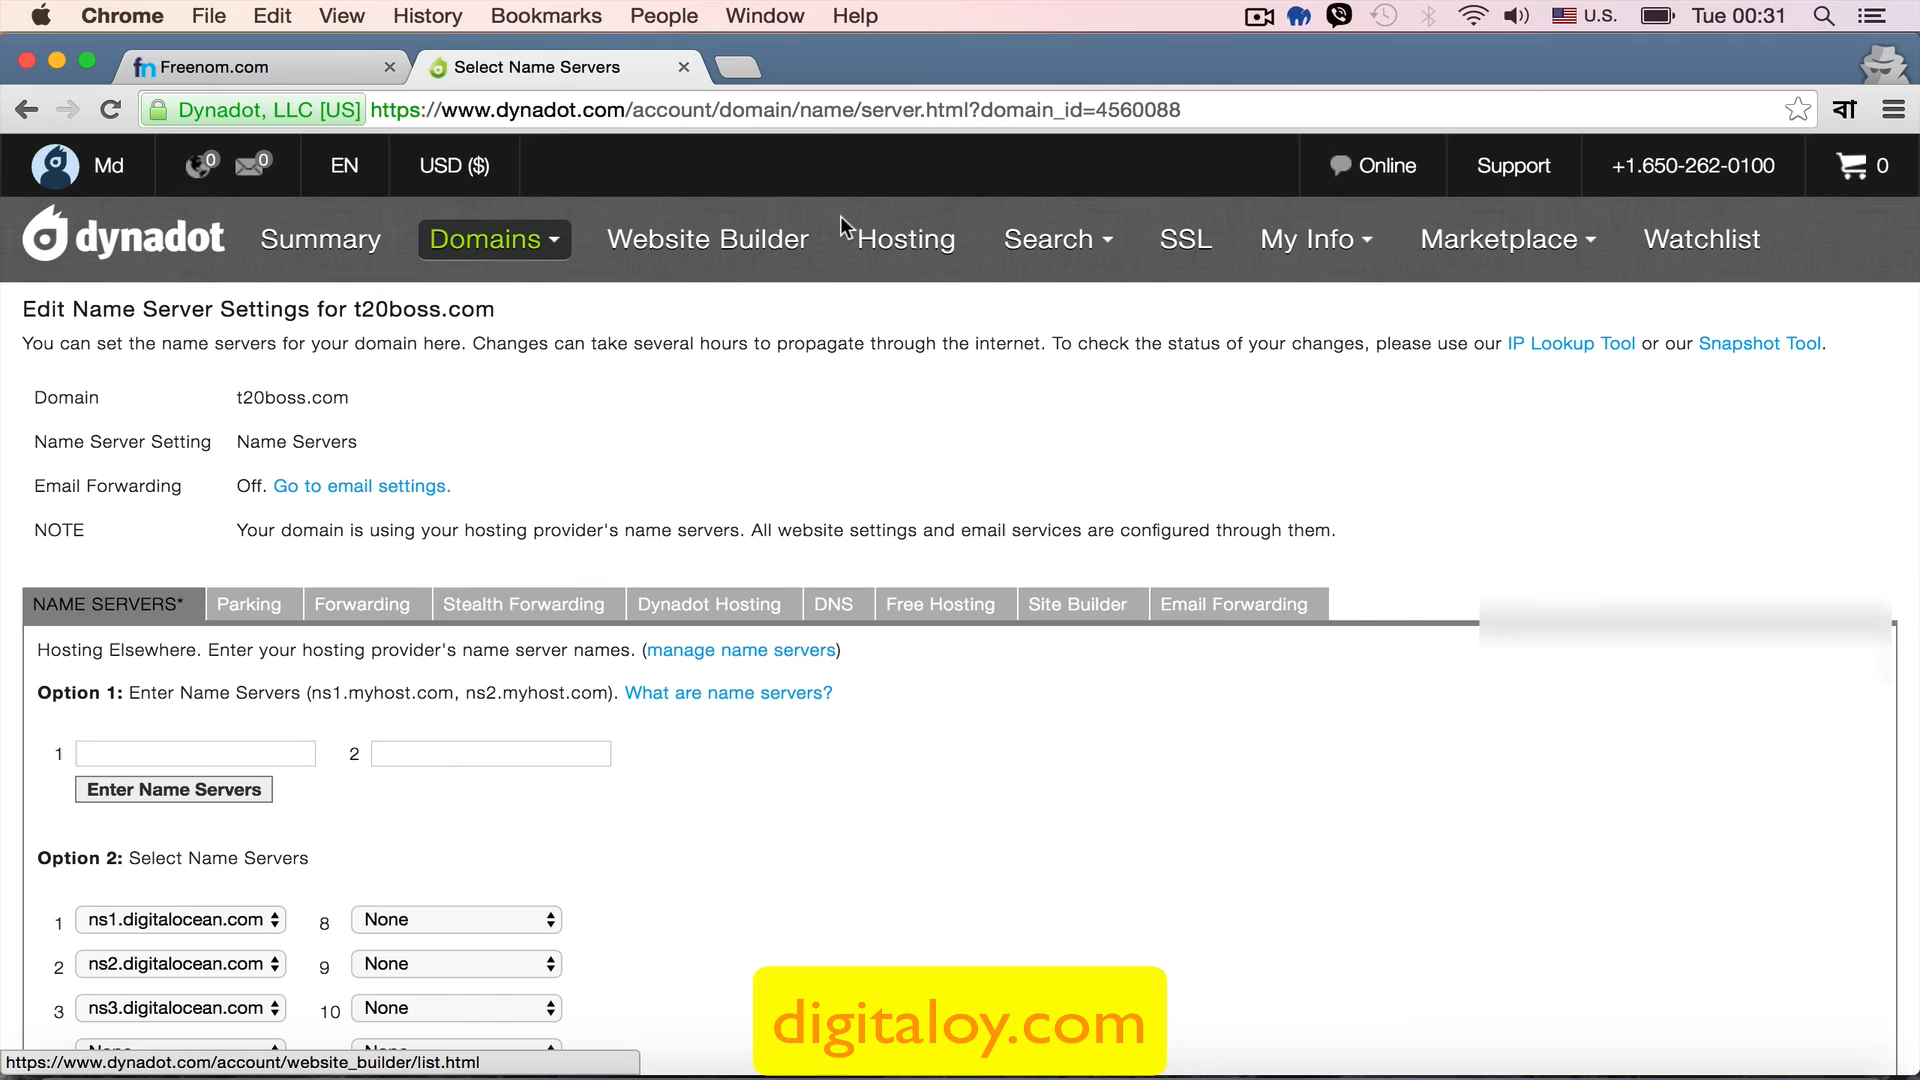 Chrome File Edit View History Bookmarks People Window Help U.S. Tue 00:31
Freenom.com Select Name Servers
Dynadot, LLC [US] https://www.dynadot.com/account/domain/name/server.html?domain_id=4560088 বা
Md 0 0 EN USD ($) Online Support +1.650-262-0100 0
dynadot Summary Domains Website Builder Hosting Search SSL My Info Marketplace Watchlist
Edit Name Server Settings for t20boss.com
You can set the name servers for your domain here. Changes can take several hours to propagate through the internet. To check the status of your changes, please use our IP Lookup Tool or our Snapshot Tool.
Domain t20boss.com
Name Server Setting Name Servers
Email Forwarding Off. Go to email settings.
NOTE Your domain is using your hosting provider's name servers. All website settings and email services are configured through them.
NAME SERVERS* Parking Forwarding Stealth Forwarding Dynadot Hosting DNS Free Hosting Site Builder Email Forwarding
Hosting Elsewhere. Enter your hosting provider's name server names. (manage name servers)
Option 1: Enter Name Servers (ns1.myhost.com, ns2.myhost.com). What are name servers?
1 2
Enter Name Servers
Option 2: Select Name Servers
1 ns1.digitalocean.com 8 None
2 ns2.digitalocean.com 9 None
3 ns3.digitalocean.com 10 None
digitaloy.com
https://www.dynadot.com/account/website_builder/list.html